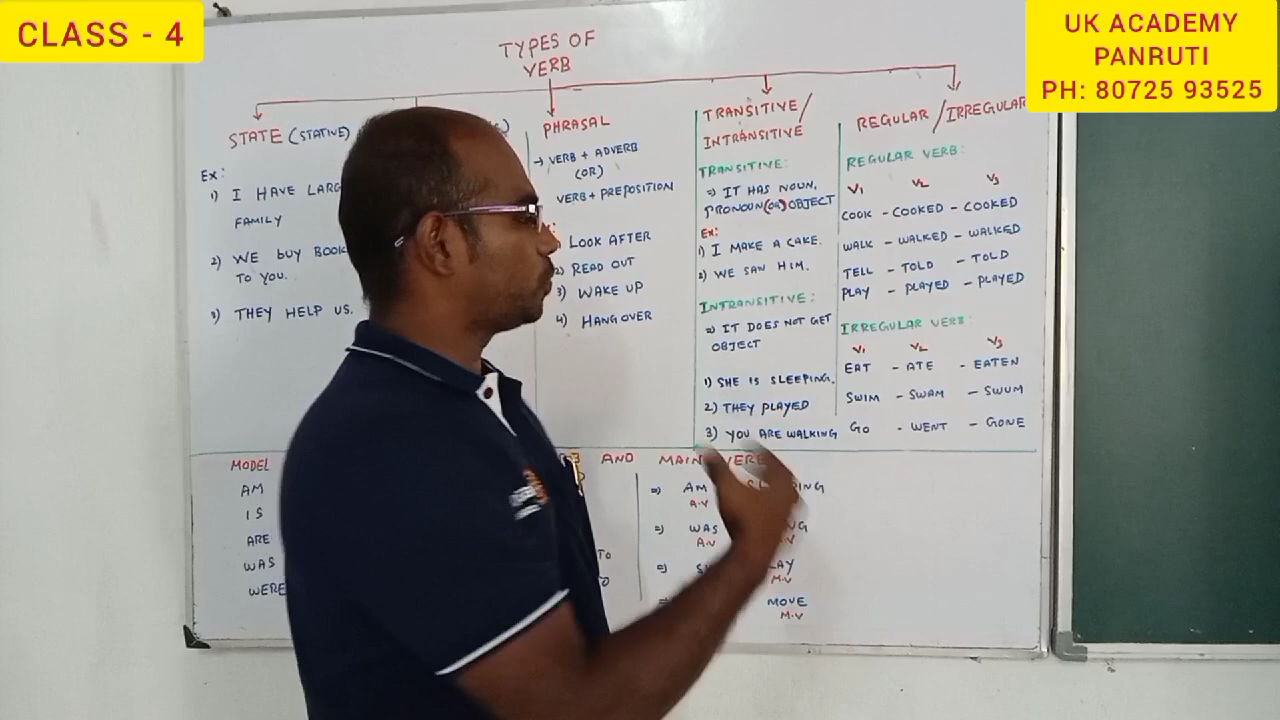 CLASS - 4
UK ACADEMY
PANRUTI
PH: 80725 93525
TYPES OF
VERB
STATE (STATIVE)
Ex:
1) I HAVE LARG
FAMILY
2) WE BUY BOOK
TO YOU.
3) THEY HELP US.
PHRASAL
→ VERB + ADVERB
(OR)
VERB + PREPOSITION
LOOK AFTER
2) READ OUT
3) WAKE UP
4) HANGOVER
TRANSITIVE/
INTRANSITIVE
TRANSITIVE:
⇒ IT HAS NOUN,
PRONOUN (OR) OBJECT
Ex:
1) I MAKE A CAKE.
2) WE SAW HIM.
INTRANSITIVE:
⇒ IT DOES NOT GET
OBJECT
1) SHE IS SLEEPING.
2) THEY PLAYED
3) YOU ARE WALKING
REGULAR / IRREGULAR
REGULAR VERB:
V1 V2 V3
COOK - COOKED - COOKED
WALK - WALKED - WALKED
TELL - TOLD - TOLD
PLAY - PLAYED - PLAYED
IRREGULAR VERB:
V1 V2 V3
EAT - ATE - EATEN
SWIM - SWAM - SWUM
GO - WENT - GONE
MODEL AND MAIN VERB
AM
IS
ARE
WAS
WERE
TO
⇒ AM
A.V
⇒ WAS
A.V
⇒
M.V
MOVE
M.V